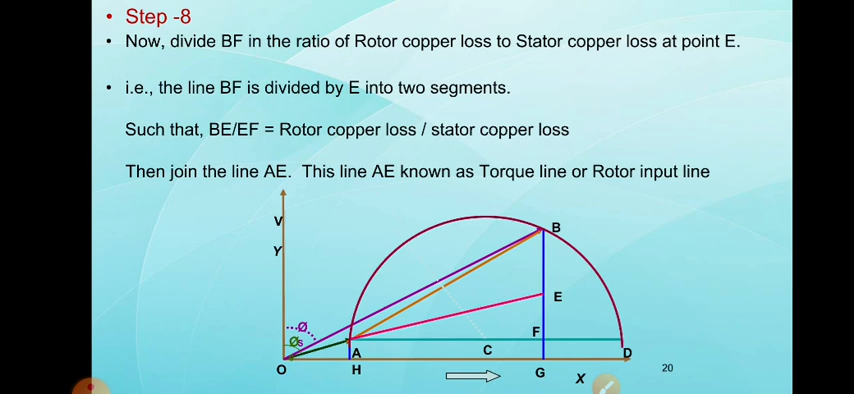 • Step -8
• Now, divide BF in the ratio of Rotor copper loss to Stator copper loss at point E.
• i.e., the line BF is divided by E into two segments.
Such that, BE/EF = Rotor copper loss / stator copper loss
Then join the line AE.  This line AE known as Torque line or Rotor input line
V
B
Y
E
Ø
F
Øs
A
C
D
O
H
G
X
20